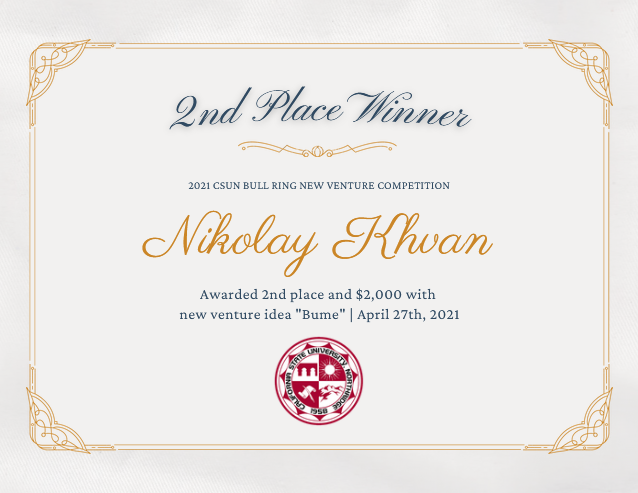 2nd Place Winner
2021 CSUN BULL RING NEW VENTURE COMPETITION
Nikolay Khvan
Awarded 2nd place and $2,000 with
new venture idea "Bume" | April 27th, 2021
CALIFORNIA STATE UNIVERSITY NORTHRIDGE 1958